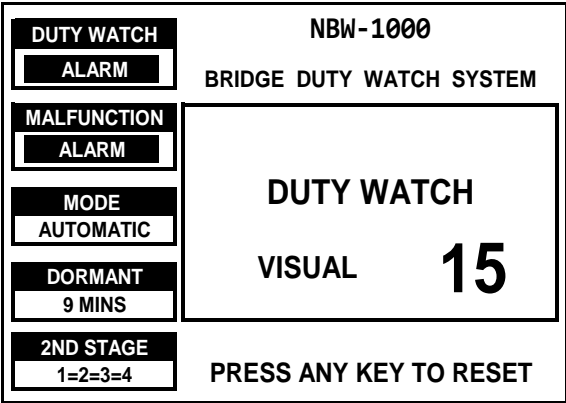 DUTY WATCH
ALARM
MALFUNCTION
ALARM
MODE
AUTOMATIC
DORMANT
9 MINS
2ND STAGE
1=2=3=4
NBW-1000
BRIDGE DUTY WATCH SYSTEM
DUTY WATCH
VISUAL 15
PRESS ANY KEY TO RESET